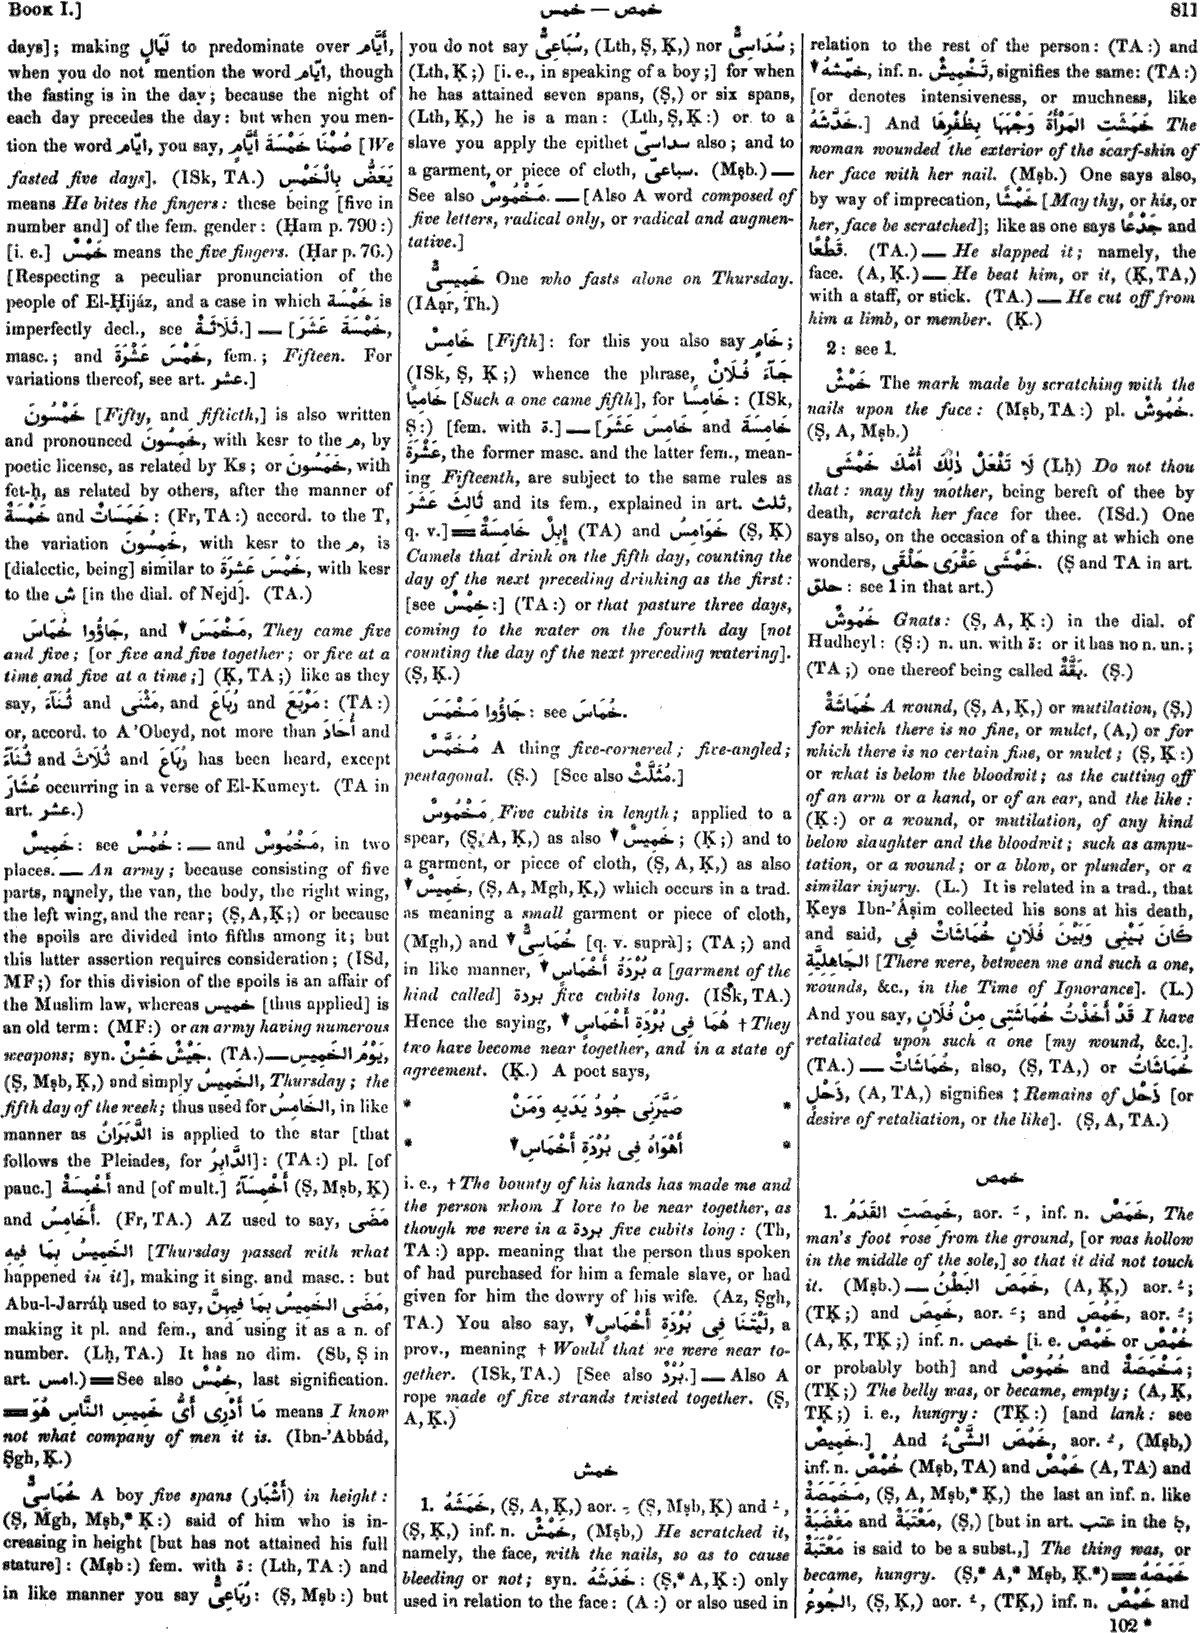 BOOK I.]
خمص — خمس
811
days]; making لَيَالٍ to predominate over أَيَّام,
when you do not mention the word ايّام, though
the fasting is in the day; because the night of
each day precedes the day: but when you men-
tion the word ايّام, you say, صُمْنَا خَمْسَةَ أَيَّامٍ [We
fasted five days]. (ISk, TA.) يَعَضُّ بِالْخَمْسِ
means He bites the fingers: these being [five in
number and] of the fem. gender: (Ḥam p. 790:)
[i. e.] خَمْسٌ means the five fingers. (Ḥar p. 76.)
[Respecting a peculiar pronunciation of the
people of El-Ḥijáz, and a case in which خَمْسَة is
imperfectly decl., see ثَلَاثَةٌ.] — [خَمْسَةَ عَشَرَ,
masc.; and خَمْسَ عَشْرَةَ, fem.; Fifteen. For
variations thereof, see art. عشر.]
خَمْسُونَ [Fifty, and fiftieth,] is also written
and pronounced خَمِسُونَ, with kesr to the م, by
poetic license, as related by Ks; or خَمَسُونَ, with
fet-ḥ, as related by others, after the manner of
خَمْسَةٌ and خَمَسَاتٌ: (Fr, TA:) accord. to the T,
the variation خَمِسُونَ, with kesr to the م, is
[dialectic, being] similar to خَمْسَ عَشِرَةَ, with kesr
to the ش [in the dial. of Nejd]. (TA.)
جَاؤُوا خُمَاسَ, and ↓ مَخْمَسَ, They came five
and five; [or five and five together; or five at a
time and five at a time;] (Ḳ, TA;) like as they
say, ثُنَآءَ and مَثْنَى, and رُبَاعَ and مَرْبَعَ: (TA:)
or, accord. to A'Obeyd, not more than أُحَادَ and
ثُنَآءَ and ثُلَاثَ and رُبَاعَ has been heard, except
عُشَارَ occurring in a verse of El-Kumeyt. (TA in
art. عشر.)
خَمِيسٌ: see خُمْسٌ: — and مَخْمُوسٌ, in two
places. — An army; because consisting of five
parts, namely, the van, the body, the right wing,
the left wing, and the rear; (Ṣ, A, Ḳ;) or because
the spoils are divided into fifths among it; but
this latter assertion requires consideration; (ISd,
MF;) for this division of the spoils is an affair of
the Muslim law, whereas خميس [thus applied] is
an old term: (MF:) or an army having numerous
weapons; syn. جَيْشٌ خَشِنٌ. (TA.) — يَوْمُ الخَمِيسِ,
(Ṣ, Mṣb, Ḳ,) and simply الخَمِيسُ, Thursday; the
fifth day of the week; thus used for الخَامِسُ, in like
manner as الدَّبَرَانُ is applied to the star [that
follows the Pleiades, for الدَّابِرُ]: (TA:) pl. [of
pauc.] أَخْمِسَةٌ and [of mult.] أَخْمِسَآءُ (Ṣ, Mṣb, Ḳ)
and أَخَامِسُ. (Fr, TA.) AZ used to say, مَضَى
الخَمِيسُ بِمَا فِيهِ [Thursday passed with what
happened in it], making it sing. and masc.: but
Abu-l-Jarráḥ used to say, مَضَى الخَمِيسُ بِمَا فِيهِنَّ,
making it pl. and fem., and using it as a n. of
number. (Lḥ, TA.) It has no dim. (Sb, Ṣ in
art. امس.) = See also خِمْسٌ, last signification.
= مَا أَدْرِى أَىُّ خَمِيسِ النَّاسِ هُوَ means I know
not what company of men it is. (Ibn-'Abbád,
Ṣgh, Ḳ.)
خُمَاسِىٌّ A boy five spans (أَشْبَار) in height:
(Ṣ, Mgh, Mṣb,* Ḳ:) said of him who is in-
creasing in height [but has not attained his full
stature]: (Mṣb:) fem. with ة: (Lth, TA:) and
in like manner you say رُبَاعِىٌّ: (Ṣ, Mṣb:) but
you do not say سُبَاعِىٌّ, (Lth, Ṣ, Ḳ,) nor سُدَاسِىٌّ;
(Lth, Ḳ;) [i. e., in speaking of a boy;] for when
he has attained seven spans, (Ṣ,) or six spans,
(Lth, Ḳ,) he is a man: (Lth, Ṣ, Ḳ:) or to a
slave you apply the epithet سداسىّ also; and to
a garment, or piece of cloth, سباعىّ. (Mṣb.) —
See also مَخْمُوسٌ. — [Also A word composed of
five letters, radical only, or radical and augmen-
tative.]
خَمِيسِىٌّ One who fasts alone on Thursday.
(IAạr, Th.)
خَامِسٌ [Fifth]: for this you also say خَامٍ;
(ISk, Ṣ, Ḳ;) whence the phrase, جَآءَ فُلَانٌ
خَامِيًا [Such a one came fifth], for خَامِسًا: (ISk,
Ṣ:) [fem. with ة.] — [خَامِسَ عَشَرَ and خَامِسَةَ
عَشْرَةَ, the former masc. and the latter fem., mean-
ing Fifteenth, are subject to the same rules as
ثَالِثَ عَشَرَ and its fem., explained in art. ثلث,
q. v.] = إِبِلٌ خَامِسَةٌ (TA) and خَوَامِسُ (Ṣ, Ḳ)
Camels that drink on the fifth day, counting the
day of the next preceding drinking as the first:
[see خِمْسٌ:] (TA:) or that pasture three days,
coming to the water on the fourth day [not
counting the day of the next preceding watering].
(Ṣ, Ḳ.)
جَاؤُوا مَخْمَسَ: see خُمَاسَ.
مُخَمَّسٌ A thing five-cornered; five-angled;
pentagonal. (Ṣ.) [See also مُثَلَّثٌ.]
مَخْمُوسٌ Five cubits in length; applied to a
spear, (Ṣ, A, Ḳ,) as also ↓ خَمِيسٌ; (Ḳ;) and to
a garment, or piece of cloth, (Ṣ, A, Ḳ,) as also
↓ خَمِيسٌ, (Ṣ, A, Mgh, Ḳ,) which occurs in a trad.
as meaning a small garment or piece of cloth,
(Mgh,) and ↓ خُمَاسِىٌّ [q. v. suprà]; (TA;) and
in like manner, ↓ بُرْدَةُ أَخْمَاسٍ a [garment of the
kind called] بردة five cubits long. (ISk, TA.)
Hence the saying, ↓ هُمَا فِى بُرْدَةِ أَخْمَاسٍ † They
two have become near together, and in a state of
agreement. (Ḳ.) A poet says,
* صَيَّرَنِى جُودُ يَدَيْهِ وَمَنْ *
* أَهْوَاهُ فِى بُرْدَةِ أَخْمَاسِ ↓ *
i. e., † The bounty of his hands has made me and
the person whom I love to be near together, as
though we were in a بردة five cubits long: (Th,
TA:) app. meaning that the person thus spoken
of had purchased for him a female slave, or had
given for him the dowry of his wife. (Az, Ṣgh,
TA.) You also say, ↓ لَيْتَنَا فِى بُرْدَةِ أَخْمَاسٍ, a
prov., meaning † Would that we were near to-
gether. (ISk, TA.) [See also بُرْدٌ.] — Also A
rope made of five strands twisted together. (Ṣ,
A, Ḳ.)
خمش
1. خَمَشَهُ, (Ṣ, A, Ḳ,) aor. ـِ (Ṣ, Mṣb, Ḳ) and ـُ,
(Ṣ, Ḳ,) inf. n. خَمْشٌ, (Mṣb,) He scratched it,
namely, the face, with the nails, so as to cause
bleeding or not; syn. خَدَشَهُ: (Ṣ,* A, Ḳ:) only
used in relation to the face: (A:) or also used in
relation to the rest of the person: (TA:) and
↓ خمّشهُ, inf. n. تَخْمِيشٌ, signifies the same: (TA:)
[or denotes intensiveness, or muchness, like
خَدَّشَهُ.] And خَمَشَتِ المَرْأَةُ وَجْهَهَا بِظُفْرِهَا The
woman wounded the exterior of the scarf-skin of
her face with her nail. (Mṣb.) One says also,
by way of imprecation, خَمْشًا [May thy, or his, or
her, face be scratched]; like as one says جَدْعًا and
قَطْعًا. (TA.) — He slapped it; namely, the
face. (A, Ḳ.) — He beat him, or it, (Ḳ, TA,)
with a staff, or stick. (TA.) — He cut off from
him a limb, or member. (Ḳ.)
2: see 1.
خَمْشٌ The mark made by scratching with the
nails upon the face: (Mṣb, TA:) pl. خُمُوشٌ.
(Ṣ, A, Mṣb.)
لَا تَفْعَلْ ذٰلِكَ أُمُّكَ خَمْشَى (Lḥ) Do not thou
that: may thy mother, being bereft of thee by
death, scratch her face for thee. (ISd.) One
says also, on the occasion of a thing at which one
wonders, خَمْشَى عَقْرَى حَلْقَى. (Ṣ and TA in art.
حلق: see 1 in that art.)
خَمُوشٌ Gnats: (Ṣ, A, Ḳ:) in the dial. of
Hudheyl: (Ṣ:) n. un. with ة: or it has no n. un.;
(TA;) one thereof being called بَقَّةٌ. (Ṣ.)
خُمَاشَةٌ A wound, (Ṣ, A, Ḳ,) or mutilation, (Ṣ,)
for which there is no fine, or mulct, (A,) or for
which there is no certain fine, or mulct; (Ṣ, Ḳ:)
or what is below the bloodwit; as the cutting off
of an arm or a hand, or of an ear, and the like:
(Ḳ:) or a wound, or mutilation, of any kind
below slaughter and the bloodwit; such as ampu-
tation, or a wound; or a blow, or plunder, or a
similar injury. (L.) It is related in a trad., that
Ḳeys Ibn-'Áṣim collected his sons at his death,
and said, كَانَ بَيْنِى وَبَيْنَ فُلَانٍ خُمَاشَاتٌ فِى
الجَاهِلِيَّةِ [There were, between me and such a one,
wounds, &c., in the Time of Ignorance]. (L.)
And you say, قَدْ أَخَذْتُ خُمَاشَتِى مِنْ فُلَانٍ I have
retaliated upon such a one [my wound, &c.].
(TA.) — خُمَاشَاتٌ, also, (Ṣ, TA,) or خُمَاشَاتُ
ذَحْلٍ, (A, TA,) signifies ‡ Remains of ذَحْل [or
desire of retaliation, or the like]. (Ṣ, A, TA.)
خمص
1. خَمِصَتِ القَدَمُ, aor. ـَ, inf. n. خَمَصٌ, The
man's foot rose from the ground, [or was hollow
in the middle of the sole,] so that it did not touch
it. (Mṣb.) — خَمَصَ البَطْنُ, (A, Ḳ,) aor. ـُ;
(TḲ;) and خَمِصَ, aor. ـَ; and خَمُصَ, aor. ـُ;
(A, Ḳ, TḲ;) inf. n. خمص [i. e. خَمَصٌ or خُمْصٌ
or probably both] and خُمُوصٌ and مَخْمَصَةٌ;
(TḲ;) The belly was, or became, empty; (A, Ḳ,
TḲ;) i. e., hungry: (TḲ:) [and lank: see
خَمِيصٌ.] And خَمُصَ الشَّىْءُ, aor. ـُ, (Mṣb,)
inf. n. خُمْصٌ (Mṣb, TA) and خَمْصٌ (A, TA) and
مَخْمَصَةٌ, (Ṣ, A, Mṣb,* Ḳ,) the last an inf. n. like
مَغْضَبَةٌ and مَعْتَبَةٌ, (Ṣ,) [but in art. عتب in the Ḳ,
مَعْتَبَةٌ is said to be a subst.,] The thing was, or
became, hungry. (Ṣ,* A,* Mṣb, Ḳ.*) = خَمَصَهُ
الجُوعُ, (Ṣ, Ḳ,) aor. ـُ, (TḲ,) inf. n. خَمْصٌ and
102 *